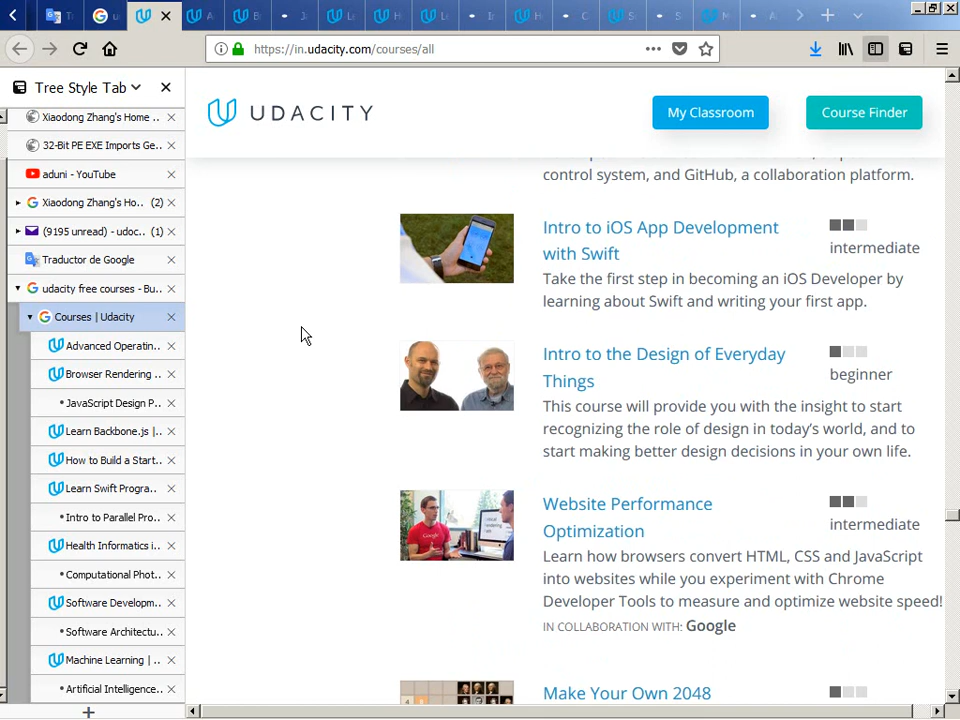 https://in.udacity.com/courses/all
Tree Style Tab
Xiaodong Zhang's Home ..
32-Bit PE EXE Imports Ge..
aduni - YouTube
Xiaodong Zhang's Ho.. (2)
(9195 unread) - udoc.. (1)
Traductor de Google
udacity free courses - Bu..
Courses | Udacity
Advanced Operatin..
Browser Rendering ..
JavaScript Design P..
Learn Backbone.js |..
How to Build a Start..
Learn Swift Progra..
Intro to Parallel Pro..
Health Informatics i..
Computational Phot..
Software Developm..
Software Architectu..
Machine Learning | ..
Artificial Intelligence..
UDACITY
My Classroom
Course Finder
control system, and GitHub, a collaboration platform.
Intro to iOS App Development
with Swift
intermediate
Take the first step in becoming an iOS Developer by
learning about Swift and writing your first app.
Intro to the Design of Everyday
Things
beginner
This course will provide you with the insight to start
recognizing the role of design in today's world, and to
start making better design decisions in your own life.
Website Performance
Optimization
intermediate
Learn how browsers convert HTML, CSS and JavaScript
into websites while you experiment with Chrome
Developer Tools to measure and optimize website speed!
IN COLLABORATION WITH: Google
Make Your Own 2048